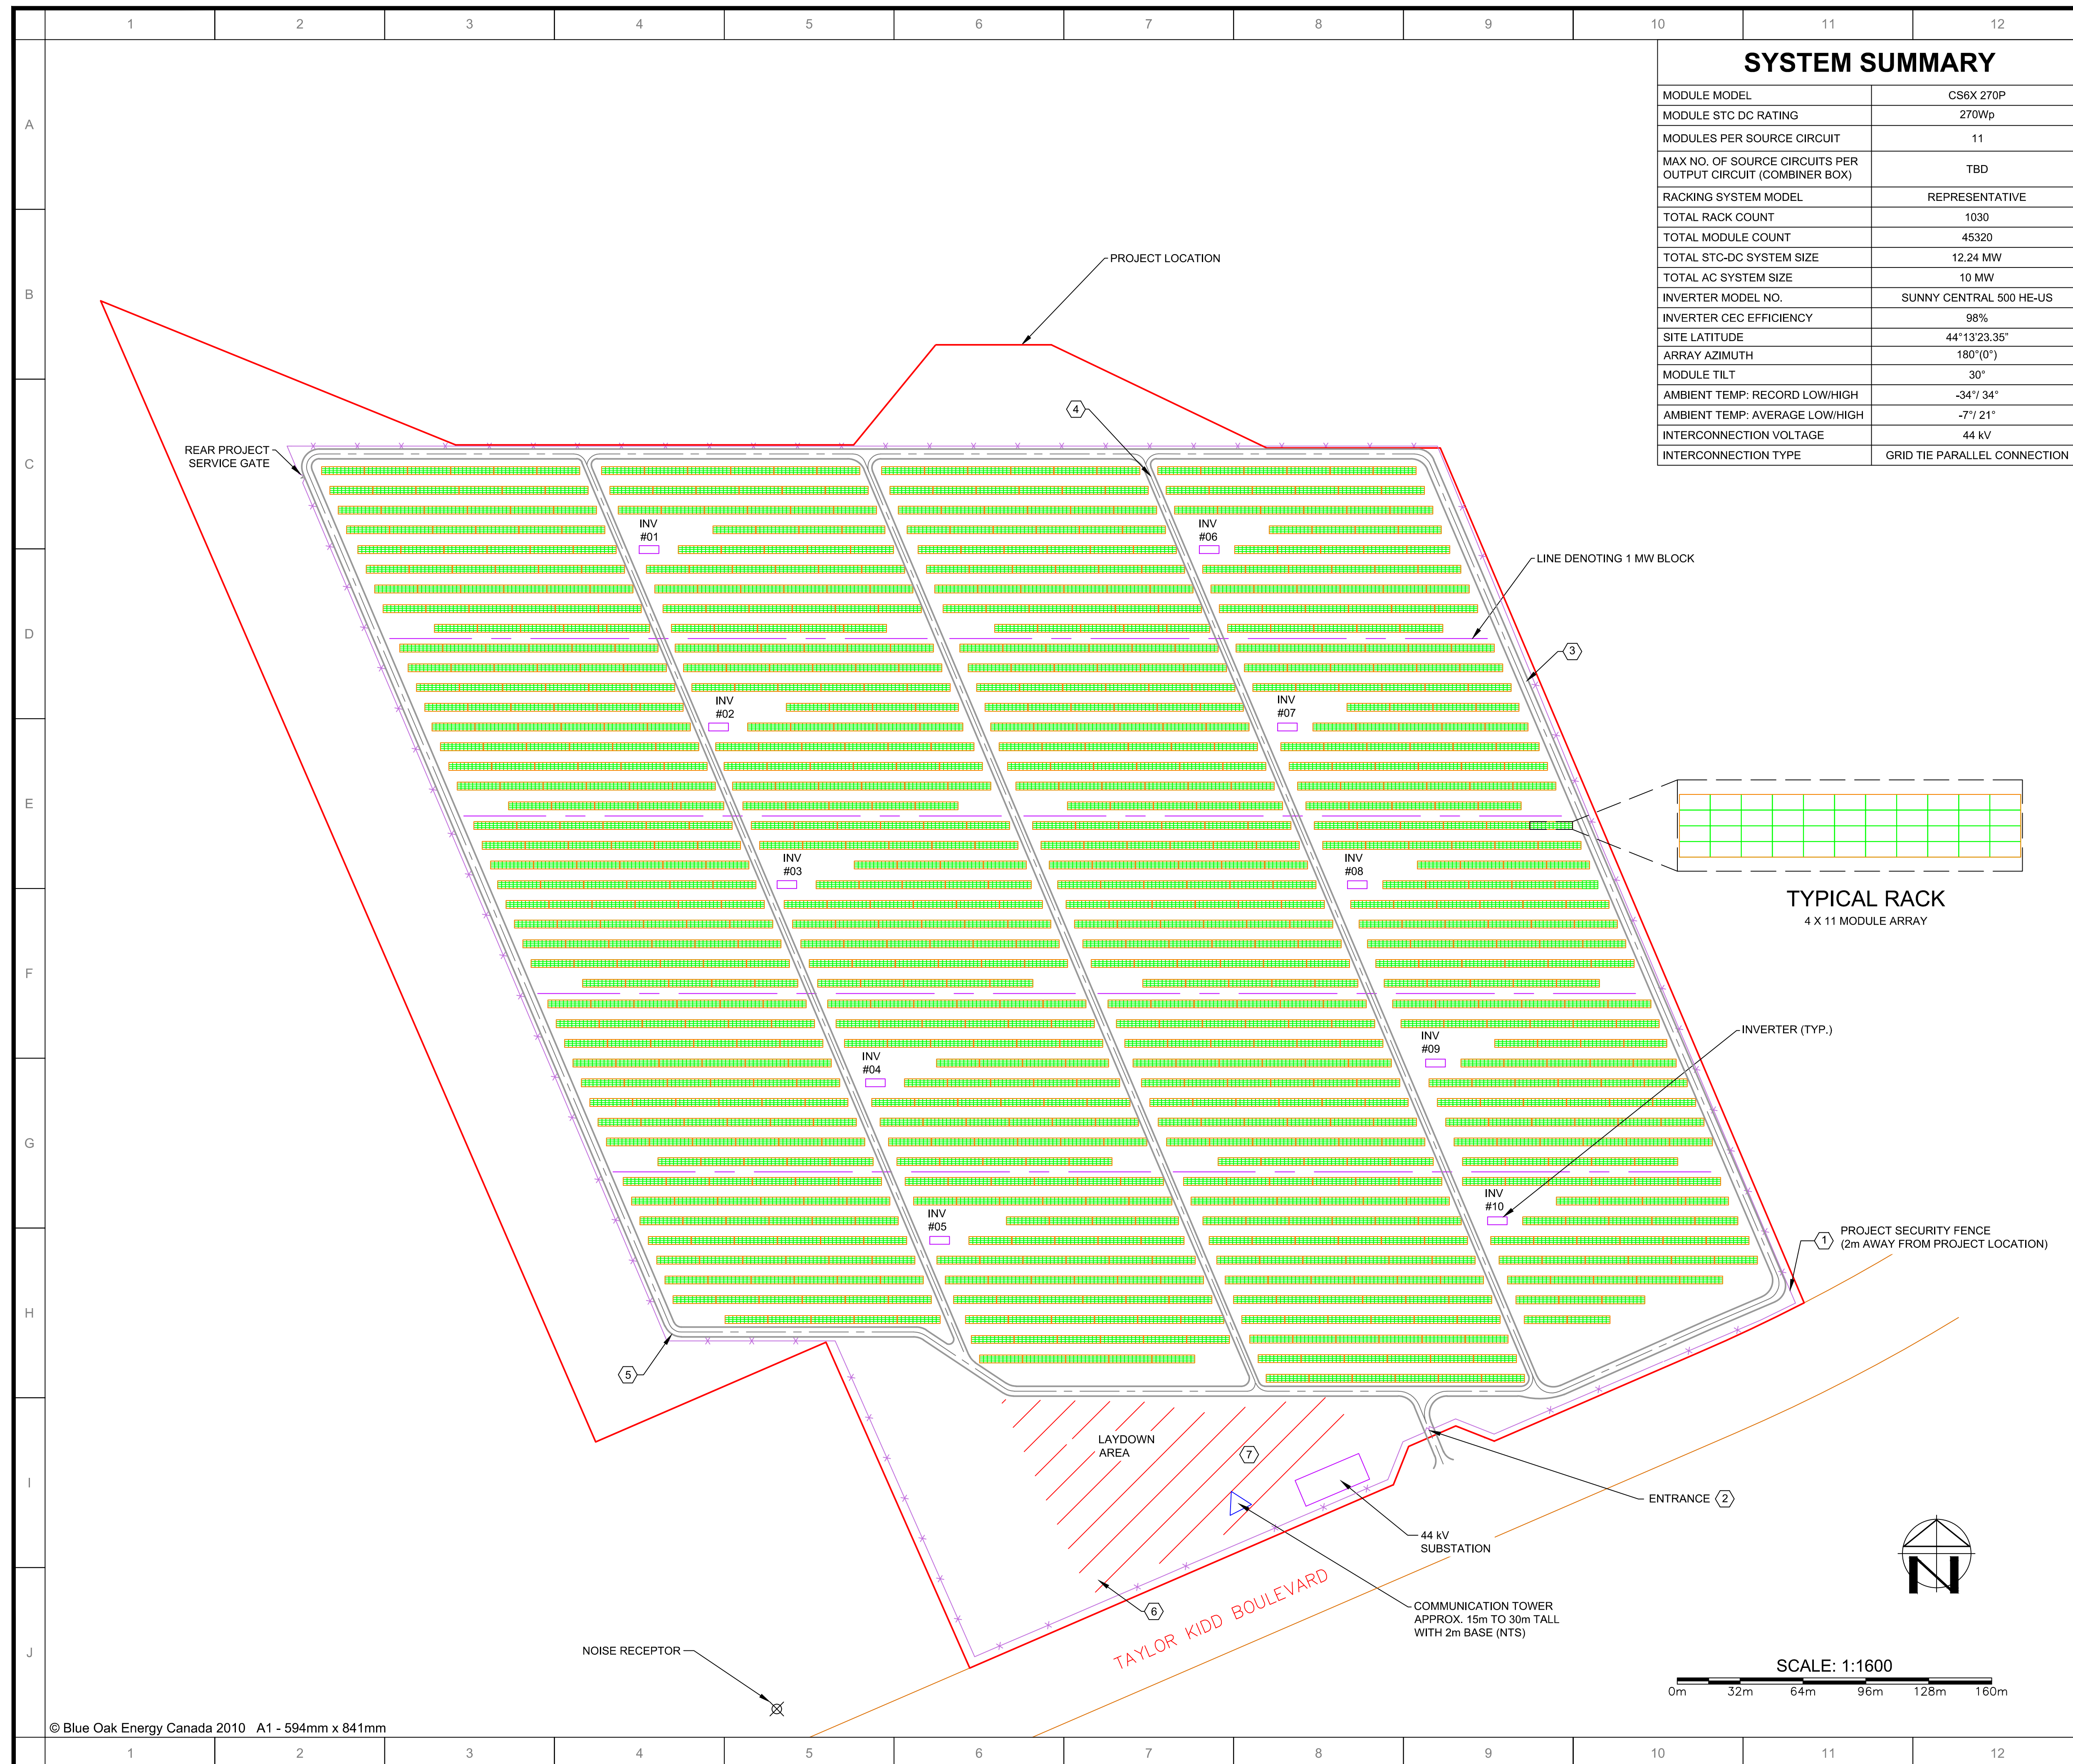 1 2 3 4 5 6 7 8 9 10 11 12
SYSTEM SUMMARY
MODULE MODEL CS6X 270P
MODULE STC DC RATING 270Wp
MODULES PER SOURCE CIRCUIT 11
MAX NO. OF SOURCE CIRCUITS PER
OUTPUT CIRCUIT (COMBINER BOX) TBD
RACKING SYSTEM MODEL REPRESENTATIVE
TOTAL RACK COUNT 1030
TOTAL MODULE COUNT 45320
TOTAL STC-DC SYSTEM SIZE 12.24 MW
TOTAL AC SYSTEM SIZE 10 MW
INVERTER MODEL NO. SUNNY CENTRAL 500 HE-US
INVERTER CEC EFFICIENCY 98%
SITE LATITUDE 44°13'23.35"
ARRAY AZIMUTH 180°(0°)
MODULE TILT 30°
AMBIENT TEMP: RECORD LOW/HIGH -34°/ 34°
AMBIENT TEMP: AVERAGE LOW/HIGH -7°/ 21°
INTERCONNECTION VOLTAGE 44 kV
INTERCONNECTION TYPE GRID TIE PARALLEL CONNECTION
A
B
C
D
E
F
G
H
I
J
PROJECT LOCATION
4
REAR PROJECT
SERVICE GATE
INV
#01
INV
#06
LINE DENOTING 1 MW BLOCK
3
INV
#02
INV
#07
INV
#03
INV
#08
TYPICAL RACK
4 X 11 MODULE ARRAY
INVERTER (TYP.)
INV
#04
INV
#09
INV
#05
INV
#10
1
PROJECT SECURITY FENCE
(2m AWAY FROM PROJECT LOCATION)
5
LAYDOWN
AREA
7
ENTRANCE 2
44 kV
SUBSTATION
6
COMMUNICATION TOWER
APPROX. 15m TO 30m TALL
WITH 2m BASE (NTS)
TAYLOR KIDD BOULEVARD
N
NOISE RECEPTOR
SCALE: 1:1600
0m 32m 64m 96m 128m 160m
© Blue Oak Energy Canada 2010 A1 - 594mm x 841mm
1 2 3 4 5 6 7 8 9 10 11 12